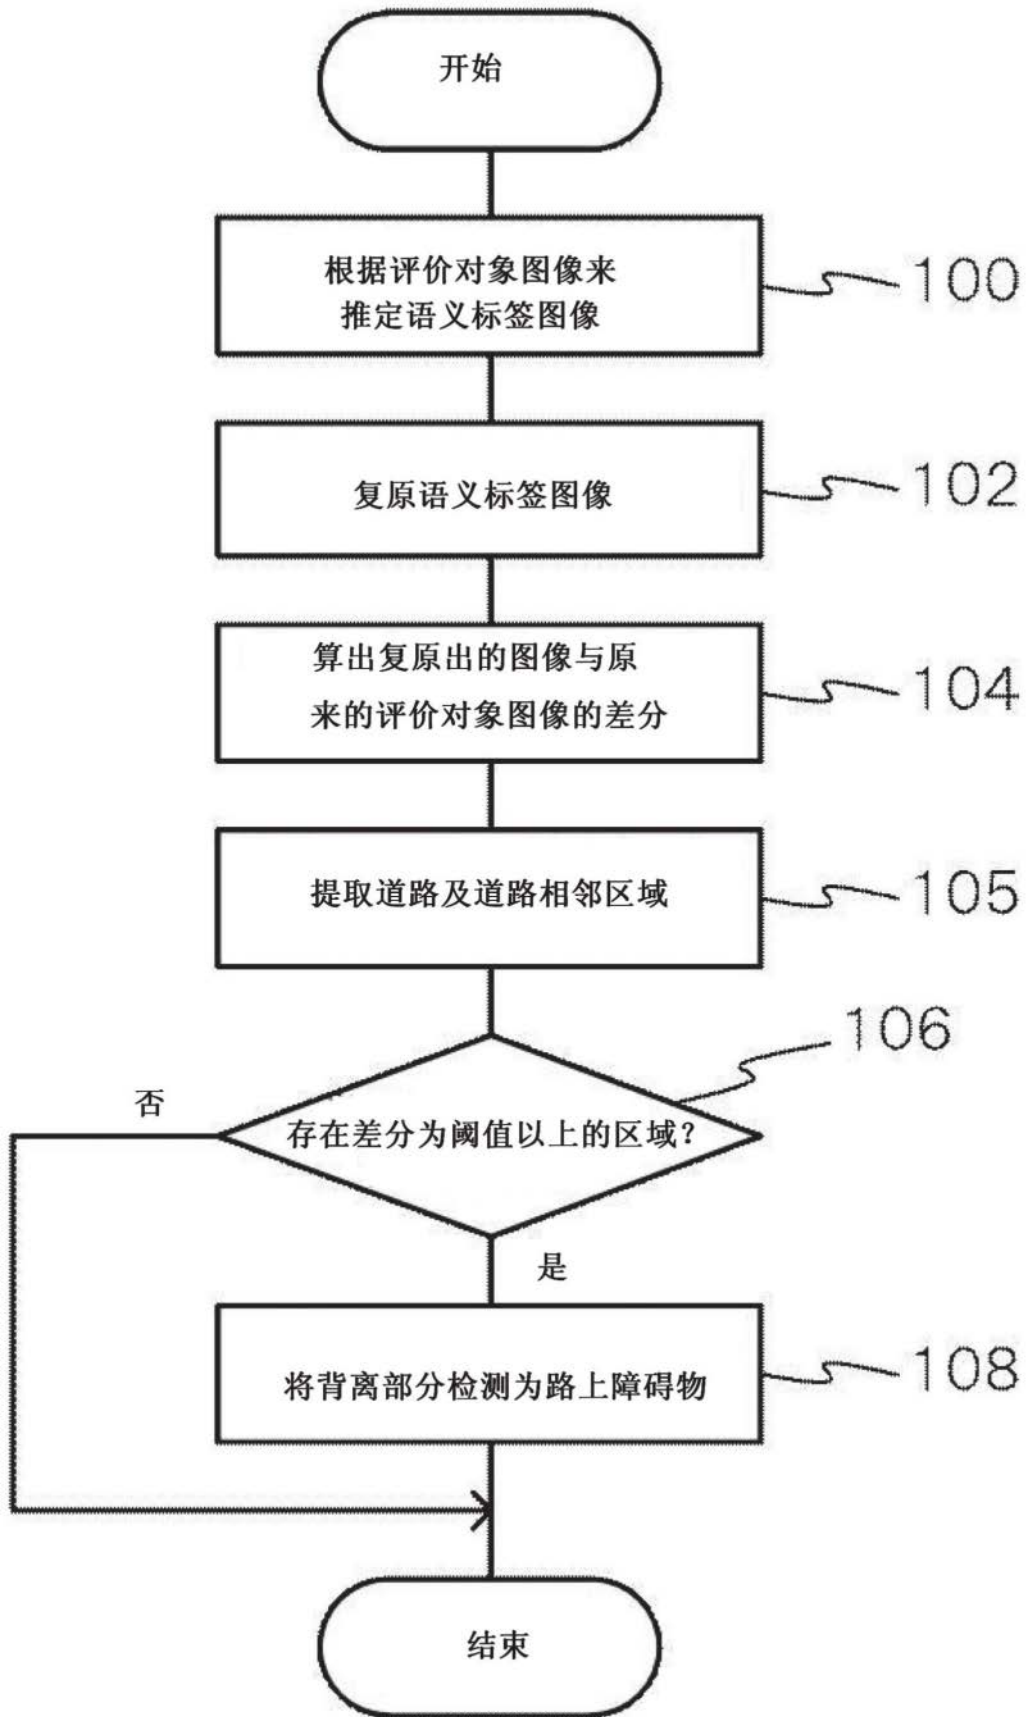 开始
根据评价对象图像来
推定语义标签图像
100
复原语义标签图像
102
算出复原出的图像与原
来的评价对象图像的差分
104
提取道路及道路相邻区域
105
106
否
存在差分为阈值以上的区域？
是
将背离部分检测为路上障碍物
108
结束